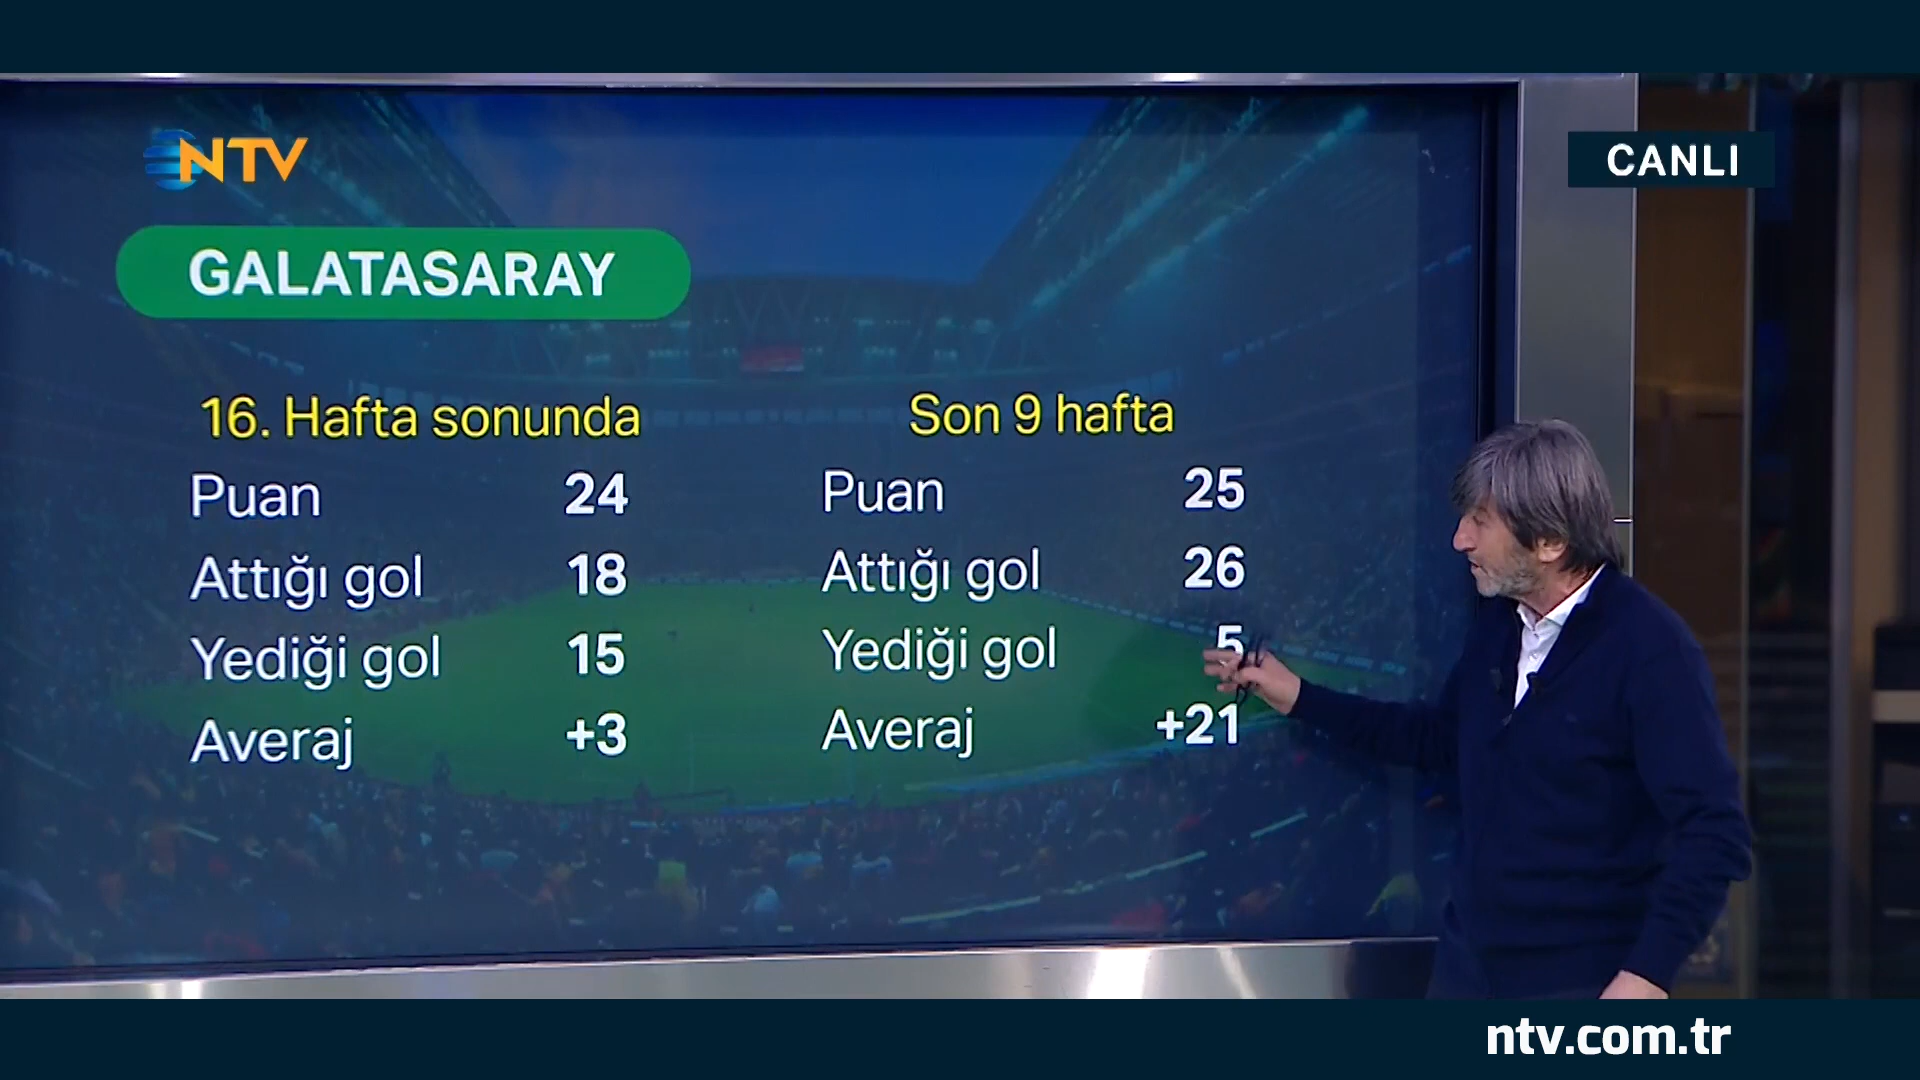 NTV
CANLI
GALATASARAY
16. Hafta sonunda
Puan 24
Attığı gol 18
Yediği gol 15
Averaj +3
Son 9 hafta
Puan 25
Attığı gol 26
Yediği gol 5
Averaj +21
ntv.com.tr